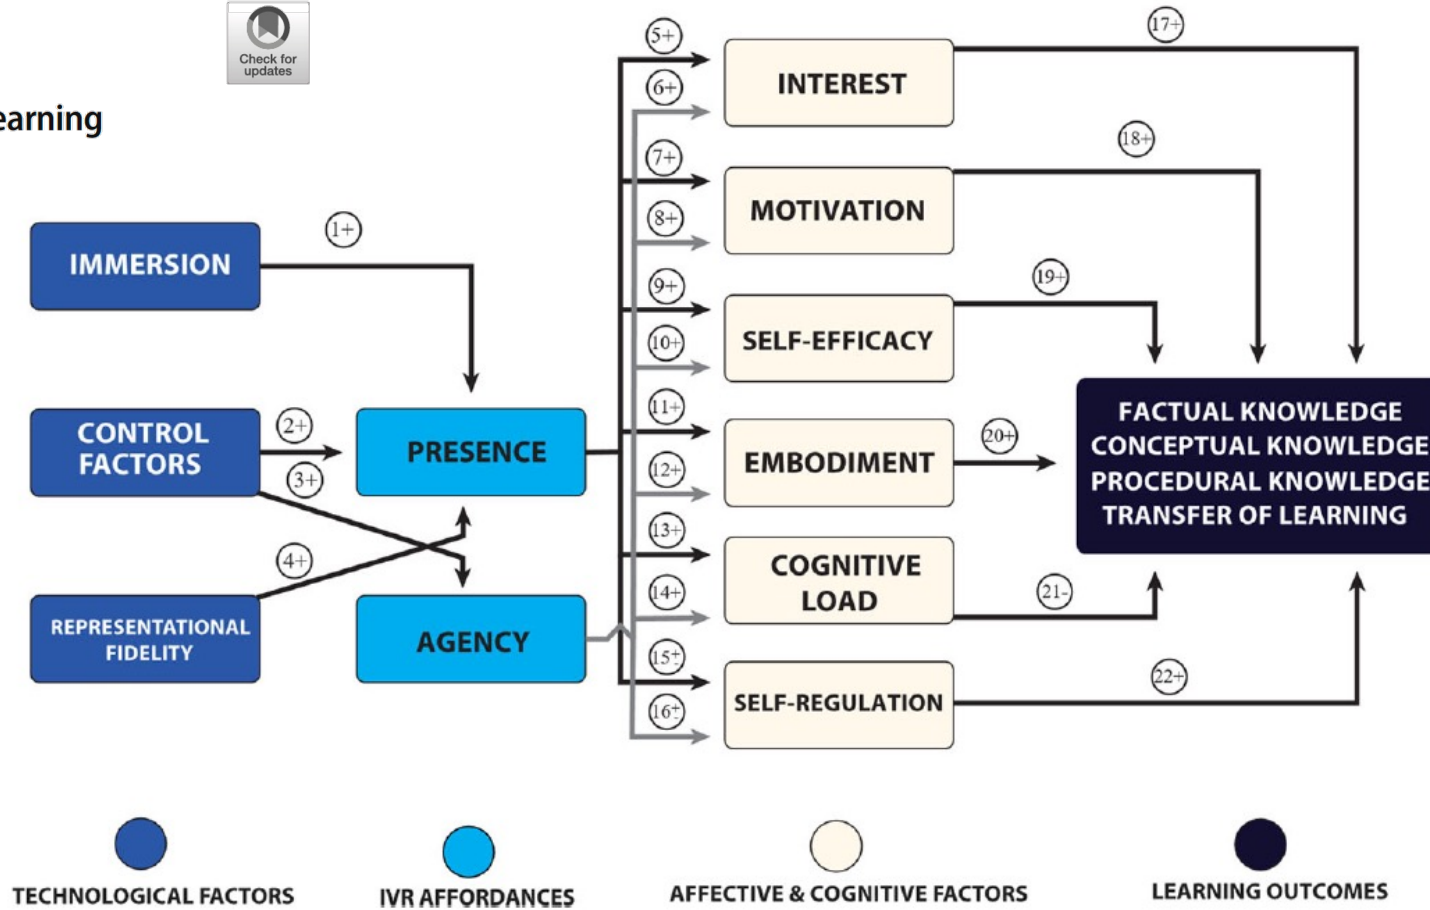 Check for
updates
earning
IMMERSION
1+
CONTROL
FACTORS
2+
3+
4+
REPRESENTATIONAL
FIDELITY
PRESENCE
AGENCY
5+
6+
7+
8+
9+
10+
11+
12+
13+
14+
15±
16±
INTEREST
MOTIVATION
SELF-EFFICACY
EMBODIMENT
COGNITIVE
LOAD
SELF-REGULATION
17+
18+
19+
20+
21-
22+
FACTUAL KNOWLEDGE
CONCEPTUAL KNOWLEDGE
PROCEDURAL KNOWLEDGE
TRANSFER OF LEARNING
TECHNOLOGICAL FACTORS
IVR AFFORDANCES
AFFECTIVE & COGNITIVE FACTORS
LEARNING OUTCOMES